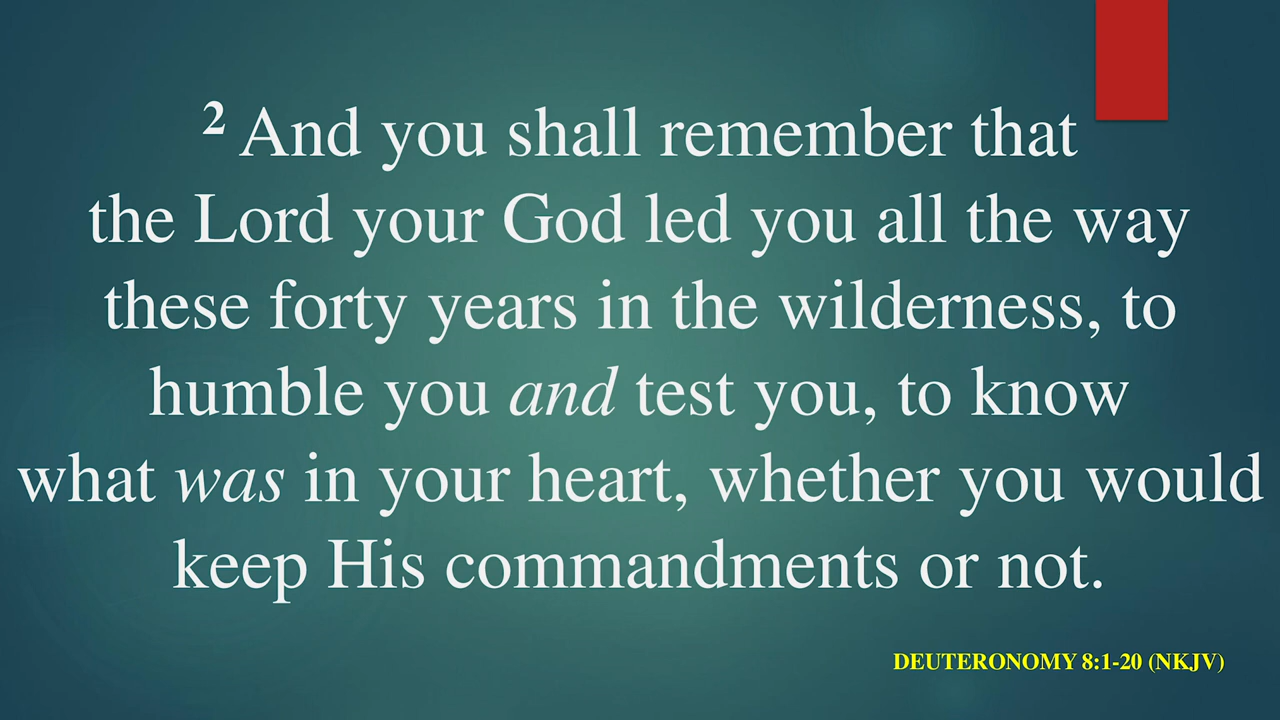 2 And you shall remember that
the Lord your God led you all the way
these forty years in the wilderness, to
humble you and test you, to know
what was in your heart, whether you would
keep His commandments or not.
DEUTERONOMY 8:1-20 (NKJV)